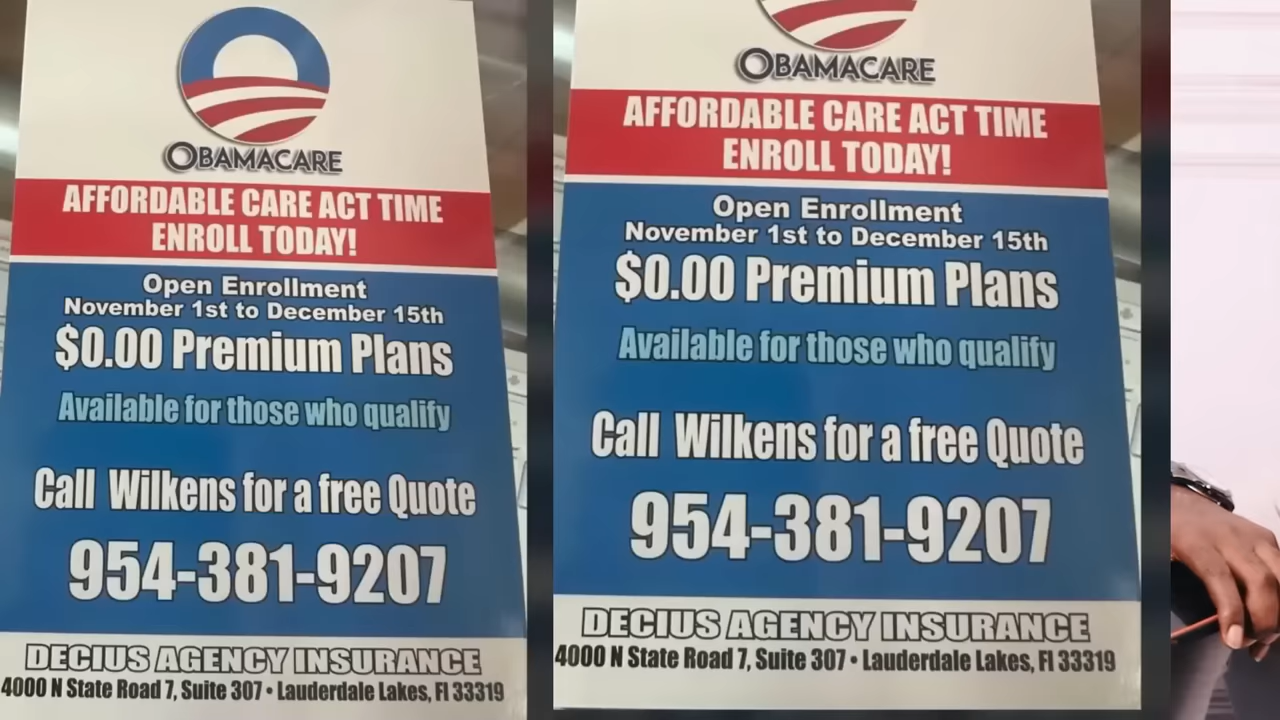 OBAMACARE
AFFORDABLE CARE ACT TIME
ENROLL TODAY!
Open Enrollment
November 1st to December 15th
$0.00 Premium Plans
Available for those who qualify
Call Wilkens for a free Quote
954-381-9207
DECIUS AGENCY INSURANCE
4000 N State Road 7, Suite 307 • Lauderdale Lakes, Fl 33319
OBAMACARE
AFFORDABLE CARE ACT TIME
ENROLL TODAY!
Open Enrollment
November 1st to December 15th
$0.00 Premium Plans
Available for those who qualify
Call Wilkens for a free Quote
954-381-9207
DECIUS AGENCY INSURANCE
4000 N State Road 7, Suite 307 • Lauderdale Lakes, Fl 33319